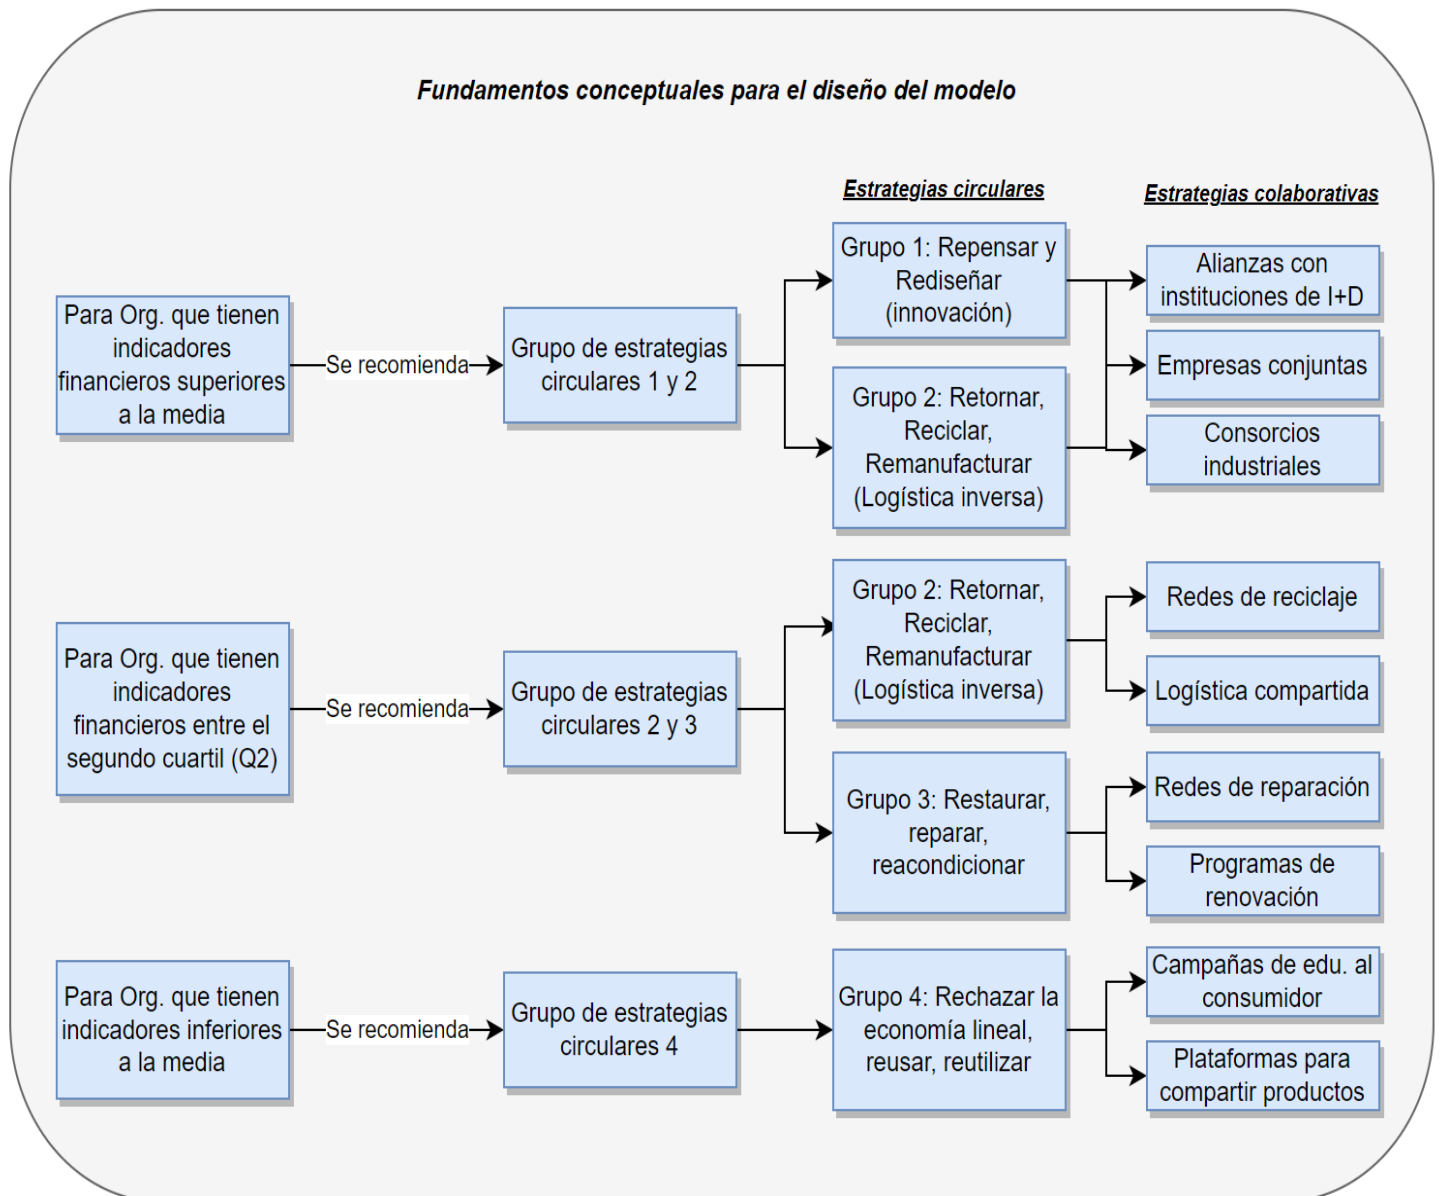 Fundamentos conceptuales para el diseño del modelo
Estrategias circulares
Estrategias colaborativas
Para Org. que tienen
indicadores
financieros superiores
a la media
Se recomienda
Grupo de estrategias
circulares 1 y 2
Grupo 1: Repensar y
Rediseñar
(innovación)
Grupo 2: Retornar,
Reciclar,
Remanufacturar
(Logística inversa)
Alianzas con
instituciones de I+D
Empresas conjuntas
Consorcios
industriales
Para Org. que tienen
indicadores
financieros entre el
segundo cuartil (Q2)
Se recomienda
Grupo de estrategias
circulares 2 y 3
Grupo 2: Retornar,
Reciclar,
Remanufacturar
(Logística inversa)
Redes de reciclaje
Logística compartida
Grupo 3: Restaurar,
reparar,
reacondicionar
Redes de reparación
Programas de
renovación
Para Org. que tienen
indicadores inferiores
a la media
Se recomienda
Grupo de estrategias
circulares 4
Grupo 4: Rechazar la
economía lineal,
reusar, reutilizar
Campañas de edu. al
consumidor
Plataformas para
compartir productos